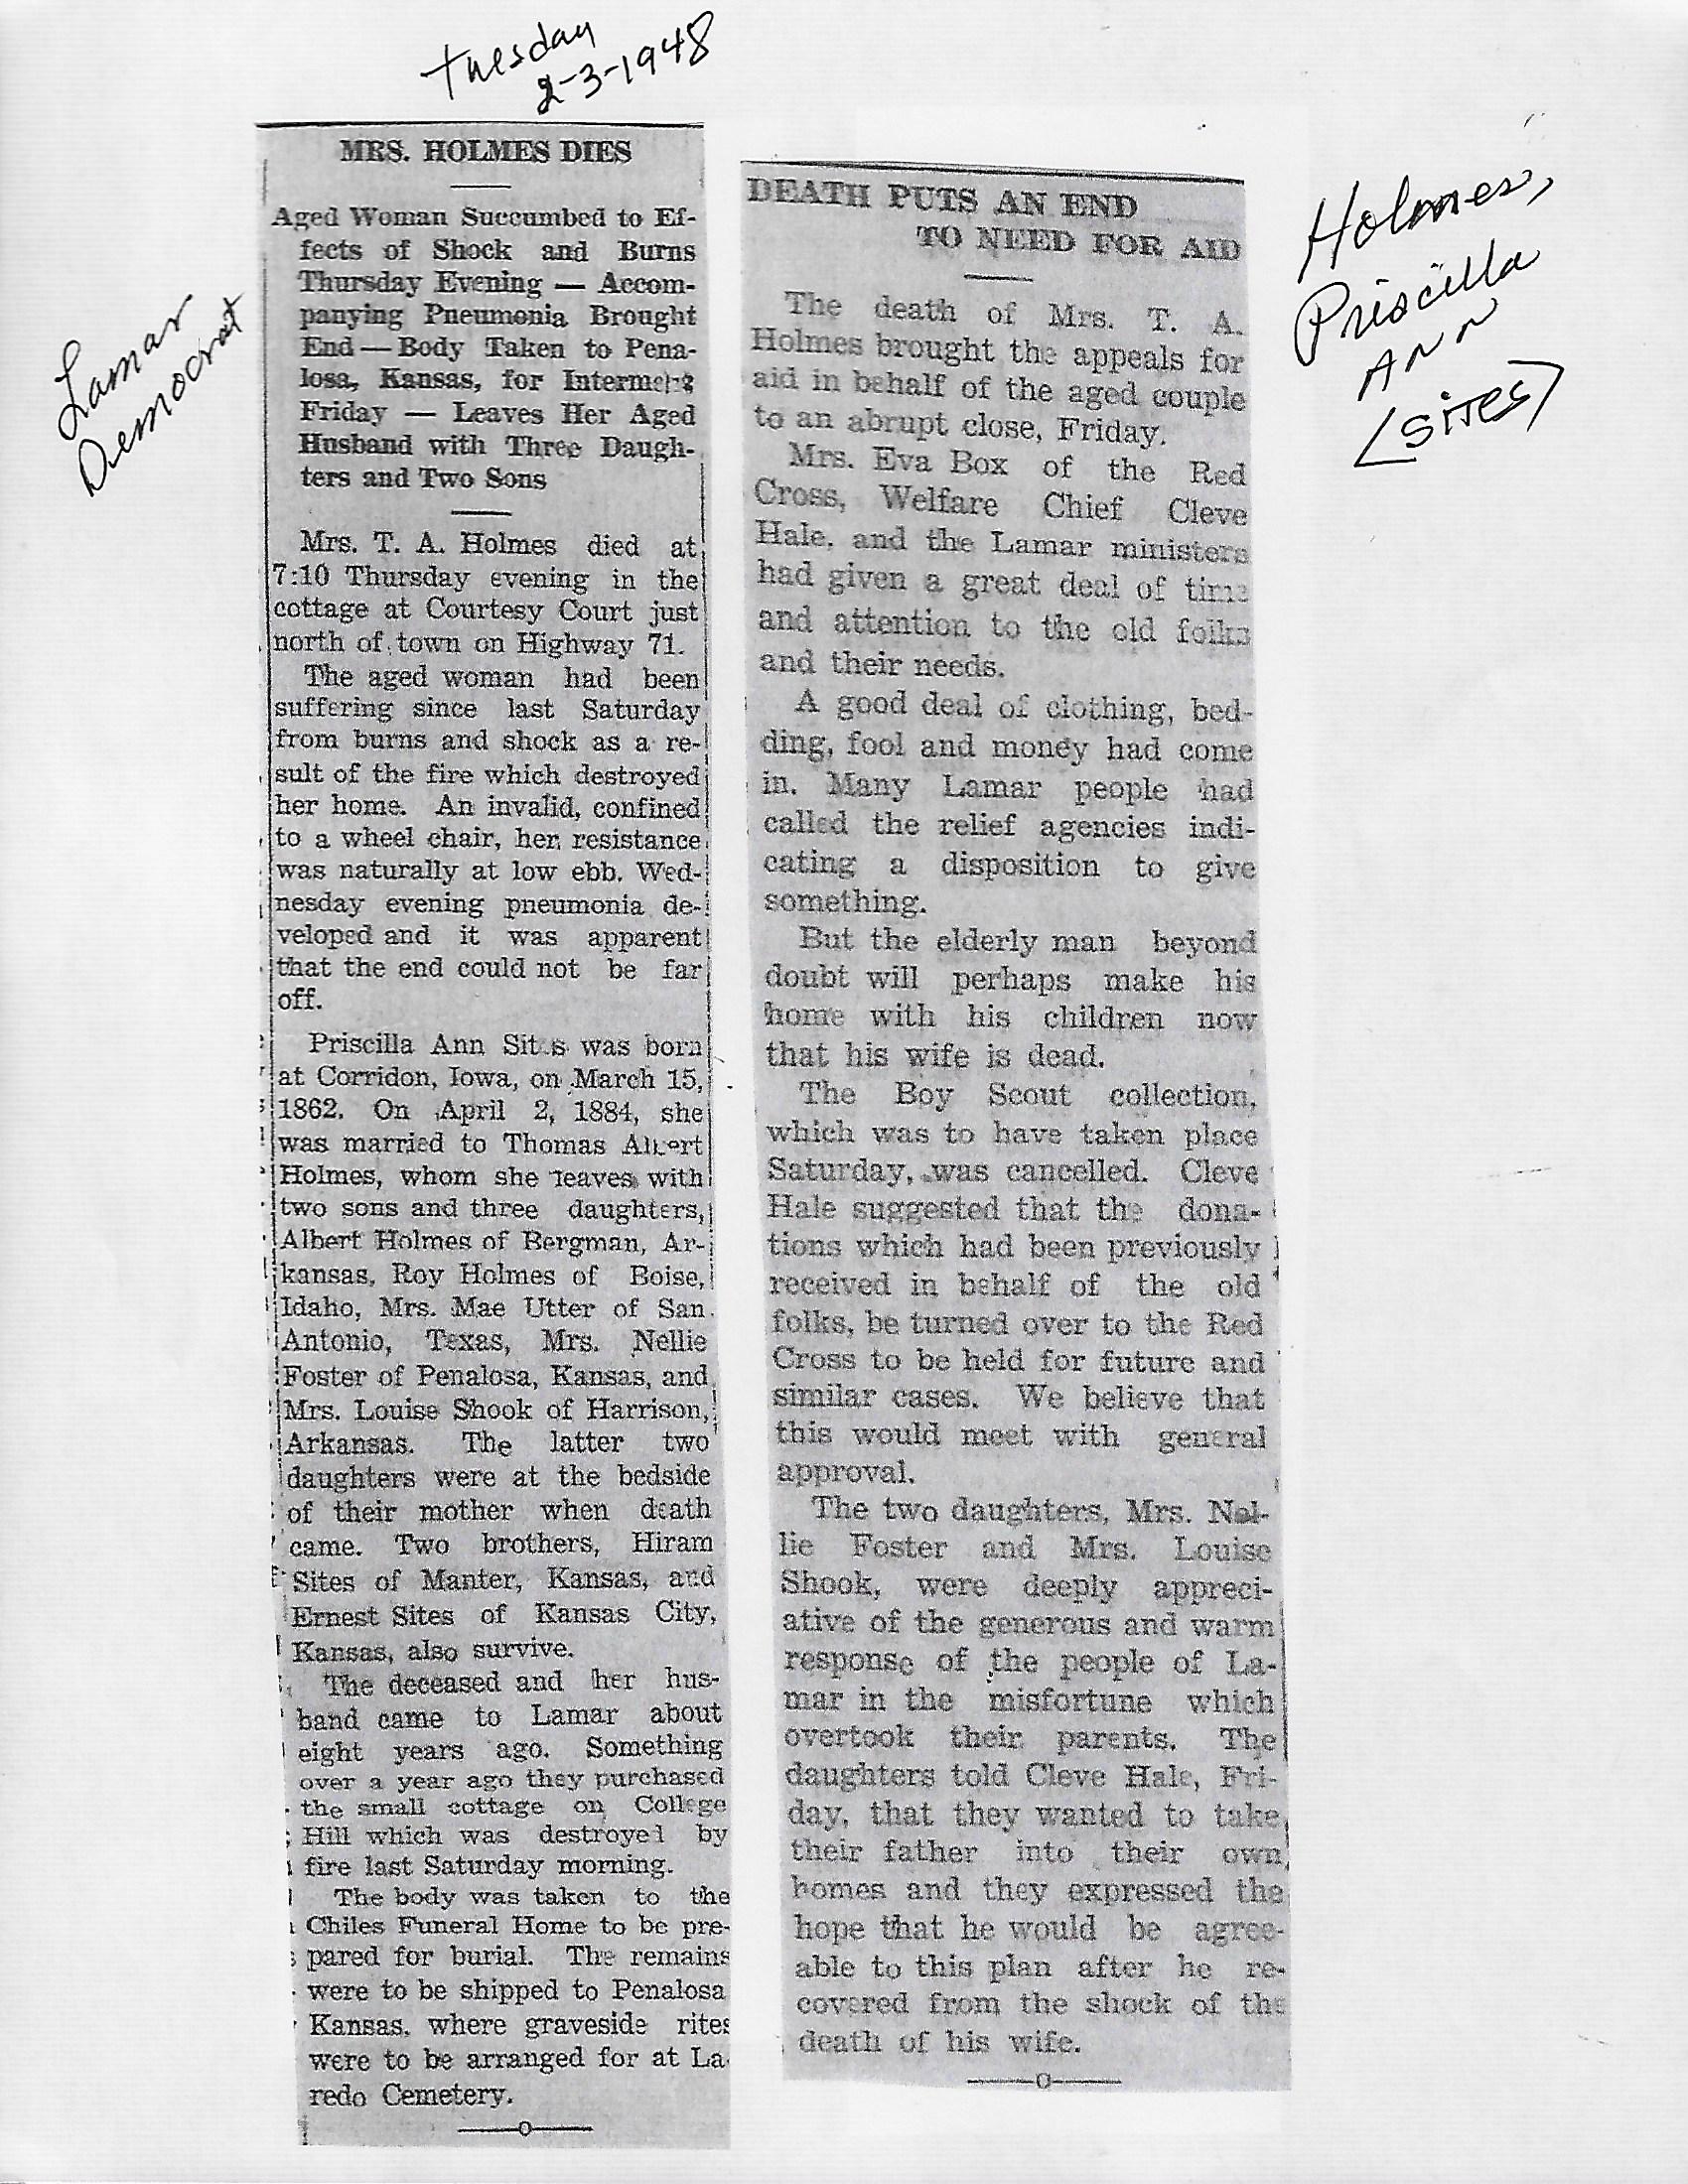 Tuesday
2-3-1948
Lamar
Democrat
MRS. HOLMES DIES
Aged Woman Succumbed to Ef-
fects of Shock and Burns
Thursday Evening — Accom-
panying Pneumonia Brought
End — Body Taken to Pena-
losa, Kansas, for Interment
Friday — Leaves Her Aged
Husband with Three Daugh-
ters and Two Sons
Mrs. T. A. Holmes died at
7:10 Thursday evening in the
cottage at Courtesy Court just
north of town on Highway 71.
The aged woman had been
suffering since last Saturday
from burns and shock as a re-
sult of the fire which destroyed
her home. An invalid, confined
to a wheel chair, her resistance
was naturally at low ebb. Wed-
nesday evening pneumonia de-
veloped and it was apparent
that the end could not be far
off.
Priscilla Ann Sites was born
at Corridon, Iowa, on March 15,
1862. On April 2, 1884, she
was married to Thomas Albert
Holmes, whom she leaves with
two sons and three daughters,
Albert Holmes of Bergman, Ar-
kansas, Roy Holmes of Boise,
Idaho, Mrs. Mae Utter of San
Antonio, Texas, Mrs. Nellie
Foster of Penalosa, Kansas, and
Mrs. Louise Shook of Harrison,
Arkansas. The latter two
daughters were at the bedside
of their mother when death
came. Two brothers, Hiram
Sites of Manter, Kansas, and
Ernest Sites of Kansas City,
Kansas, also survive.
The deceased and her hus-
band came to Lamar about
eight years ago. Something
over a year ago they purchased
the small cottage on College
Hill which was destroyed by
fire last Saturday morning.
The body was taken to the
Chiles Funeral Home to be pre-
pared for burial. The remains
were to be shipped to Penalosa
Kansas, where graveside rites
were to be arranged for at La-
redo Cemetery.
DEATH PUTS AN END
TO NEED FOR AID
The death of Mrs. T. A.
Holmes brought the appeals for
aid in behalf of the aged couple
to an abrupt close, Friday.
Mrs. Eva Box of the Red
Cross, Welfare Chief Cleve
Hale, and the Lamar ministers
had given a great deal of time
and attention to the old folks
and their needs.
A good deal of clothing, bed-
ding, fool and money had come
in. Many Lamar people had
called the relief agencies indi-
cating a disposition to give
something.
But the elderly man beyond
doubt will perhaps make his
home with his children now
that his wife is dead.
The Boy Scout collection,
which was to have taken place
Saturday, was cancelled. Cleve
Hale suggested that the dona-
tions which had been previously
received in behalf of the old
folks, be turned over to the Red
Cross to be held for future and
similar cases. We believe that
this would meet with general
approval.
The two daughters, Mrs. Nel-
lie Foster and Mrs. Louise
Shook, were deeply appreci-
ative of the generous and warm
response of the people of La-
mar in the misfortune which
overtook their parents. The
daughters told Cleve Hale, Fri-
day, that they wanted to take
their father into their own
homes and they expressed the
hope that he would be agree-
able to this plan after he re-
covered from the shock of the
death of his wife.
Holmes,
Priscilla
ANN
(SITES)